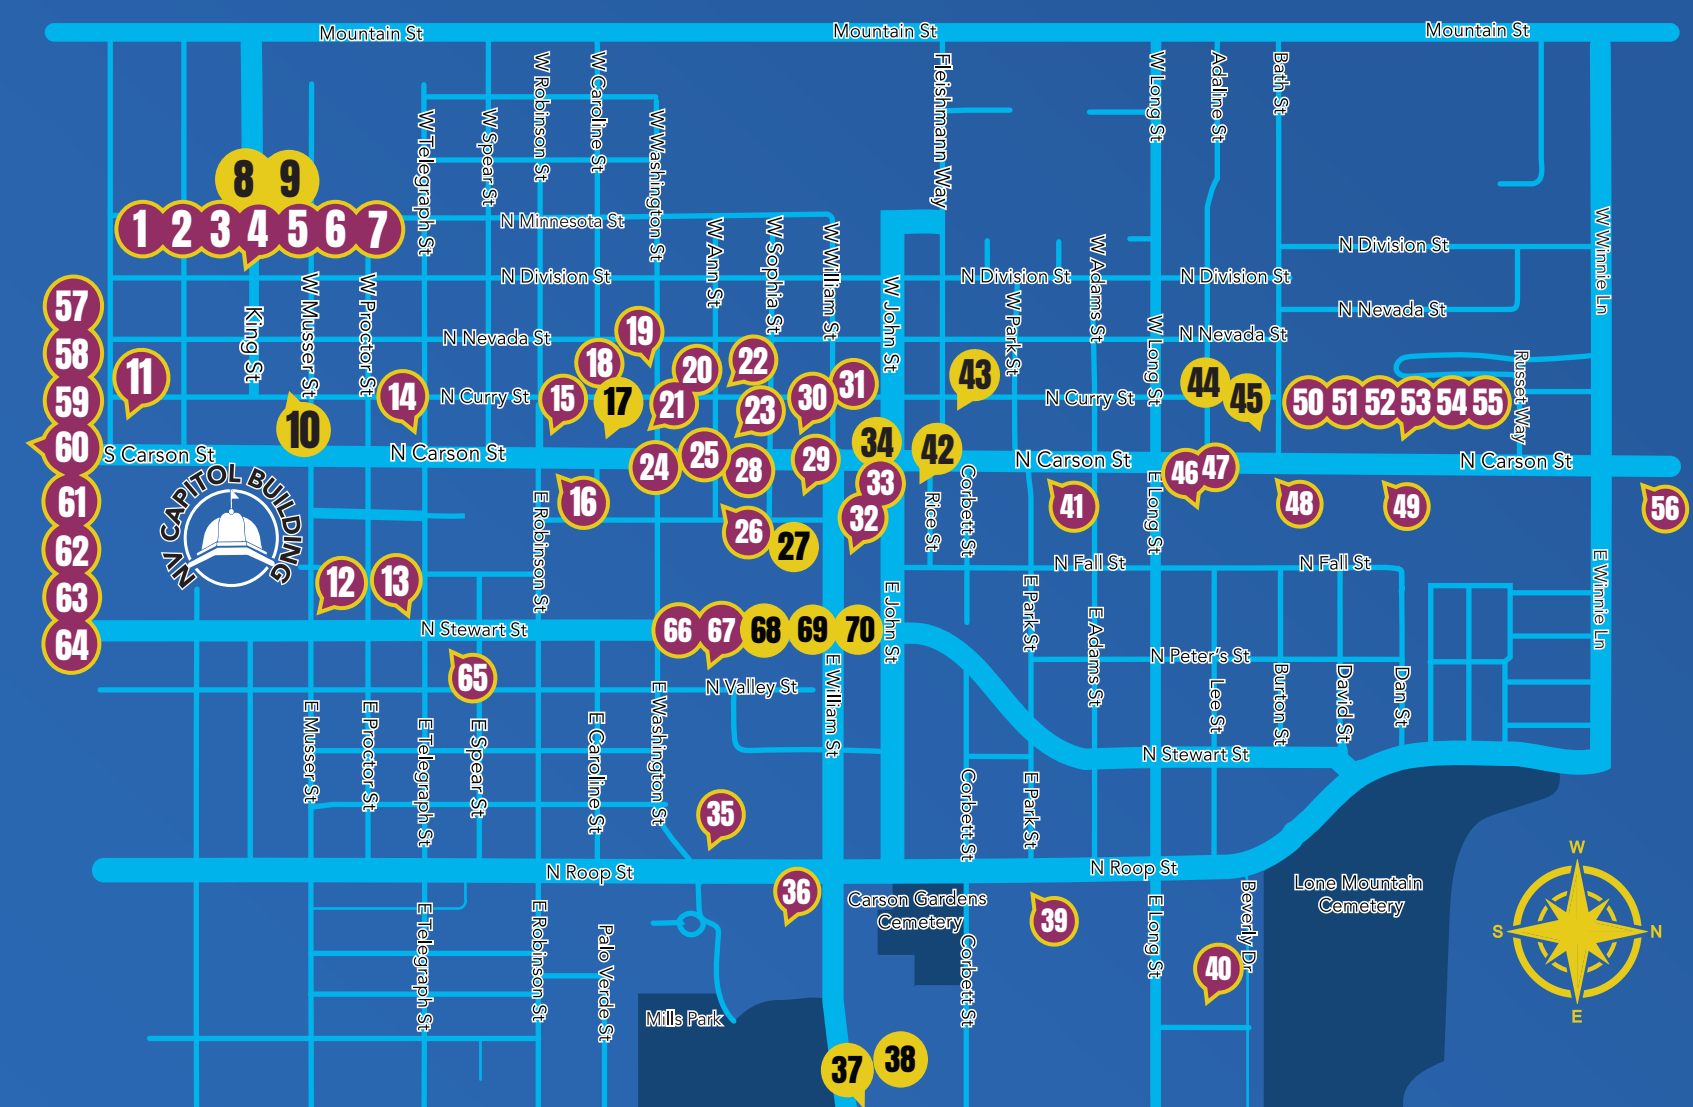 Mountain St
Mountain St
Mountain St
W Robinson St
W Caroline St
Fleishmann Way
W Long St
Adaline St
Bath St
W Telegraph St
W Spear St
W Washington St
8
9
1
2
3
4
5
6
7
N Minnesota St
W Ann St
W Sophia St
W William St
W Adams St
W Winnie Ln
N Division St
N Division St
N Division St
N Division St
King St
W Musser St
W Proctor St
W John St
W Park St
W Long St
N Nevada St
N Nevada St
N Nevada St
57
58
59
60
61
62
63
64
11
10
14
N Curry St
15
18
19
17
20
21
22
23
30
31
43
N Curry St
44
45
50
51
52
53
54
55
Russet Way
S Carson St
N Carson St
N Carson St
N Carson St
24
25
28
29
34
42
33
32
46
47
NV CAPITOL BUILDING
E Robinson St
16
26
27
Rice St
Corbett St
41
E Long St
48
49
56
12
13
N Fall St
N Fall St
E Winnie Ln
E Park St
E John St
E Adams St
N Stewart St
66
67
68
69
70
65
N Valley St
E William St
N Peter's St
Lee St
Burton St
David St
Dan St
E Musser St
E Proctor St
E Telegraph St
E Spear St
E Caroline St
E Washington St
N Stewart St
Corbett St
E Park St
35
N Roop St
N Roop St
36
Carson Gardens
Cemetery
39
Lone Mountain
Cemetery
E Telegraph St
E Robinson St
Palo Verde St
Corbett St
E Long St
Beverly Dr
40
Mills Park
37
38
W
S
N
E